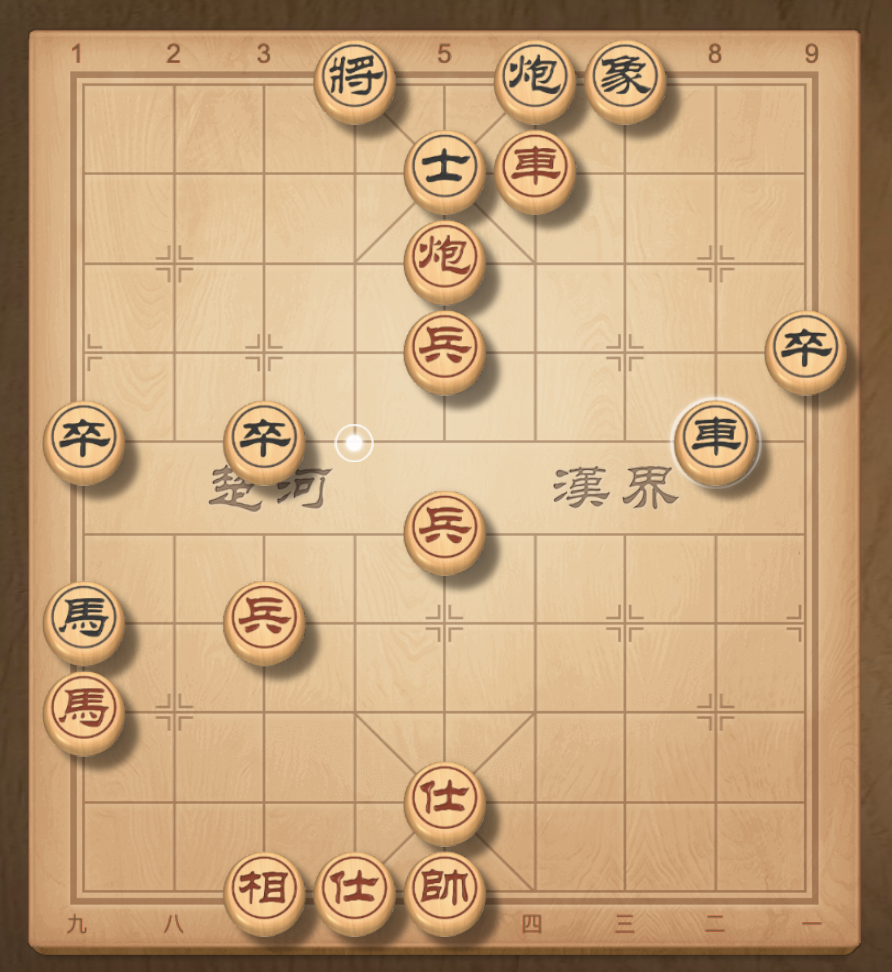 1 2 3 5 8 9
將 炮 象
士 車
炮
兵 卒
卒 卒 車
楚 河 漢 界
兵
馬 兵
馬
仕
相 仕 帥
九 八 四 三 二 一